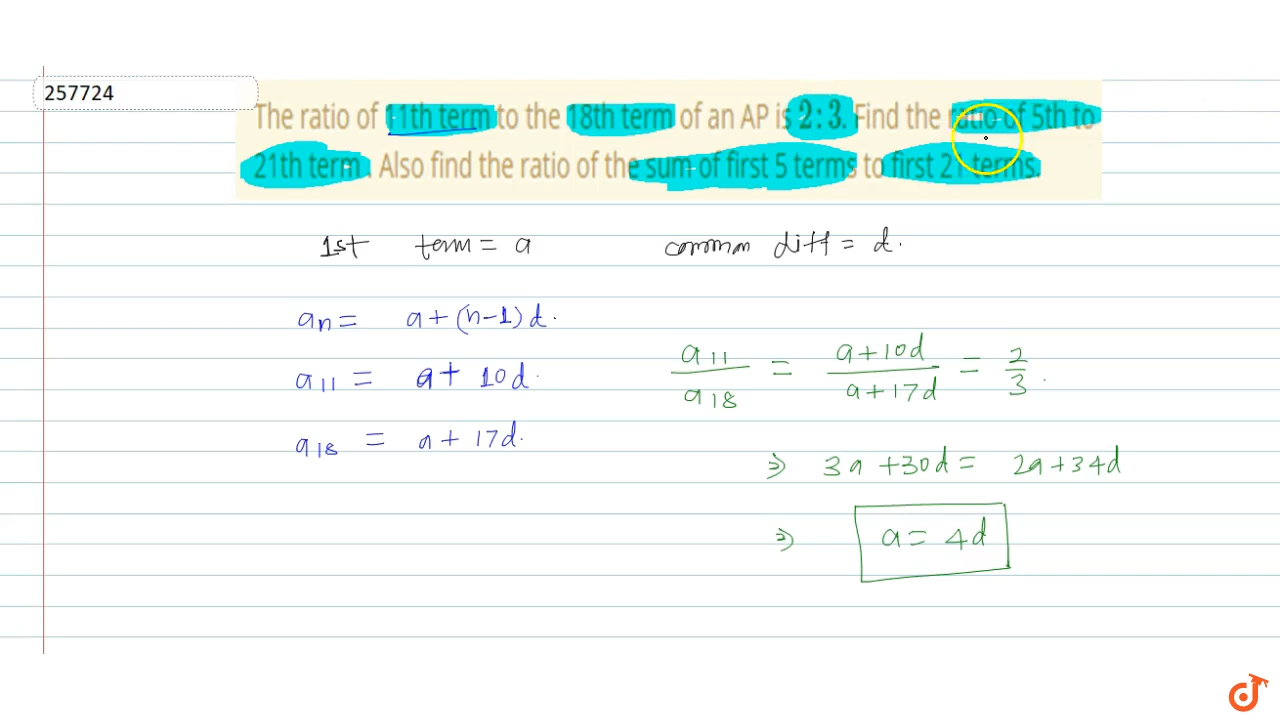 257724
The ratio of 11th term to the 18th term of an AP is 2 : 3. Find the ratio of 5th to
21th term . Also find the ratio of the sum of first 5 terms to first 21 terms.
1st term = a common diff = d.
an = a + (n-1) d.
a11 = a + 10d.
a18 = a + 17d.
a11 / a18 = a+10d / a+17d = 2 / 3.
⇒ 3a + 30d = 2a + 34d
⇒ a = 4d